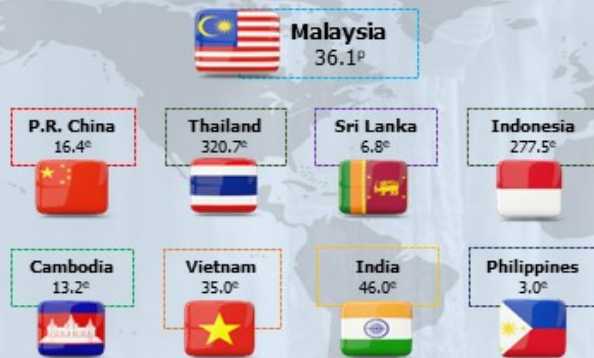 Malaysia
36.1ᵖ
P.R. China
16.4ᵉ
Thailand
320.7ᵉ
Sri Lanka
6.8ᵉ
Indonesia
277.5ᵉ
Cambodia
13.2ᵉ
Vietnam
35.0ᵉ
India
46.0ᵉ
Philippines
3.0ᵉ